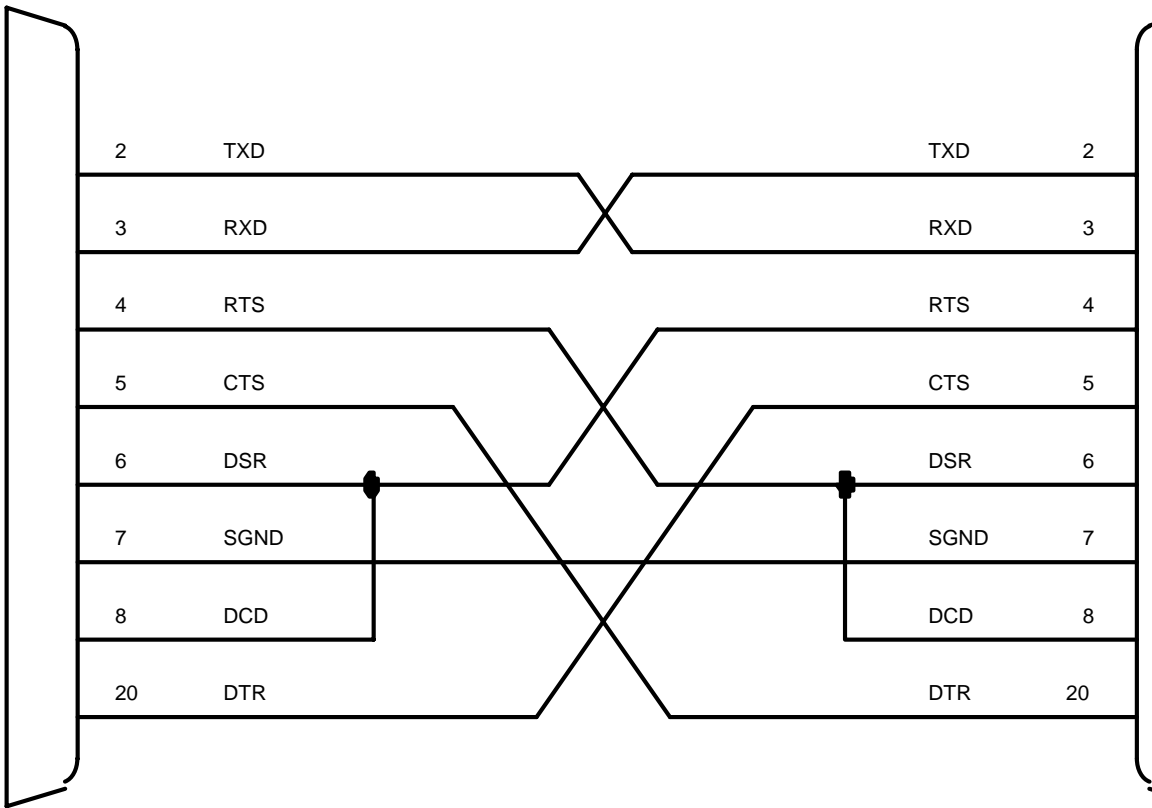 2 TXD TXD 2
3 RXD RXD 3
4 RTS RTS 4
5 CTS CTS 5
6 DSR DSR 6
7 SGND SGND 7
8 DCD DCD 8
20 DTR DTR 20